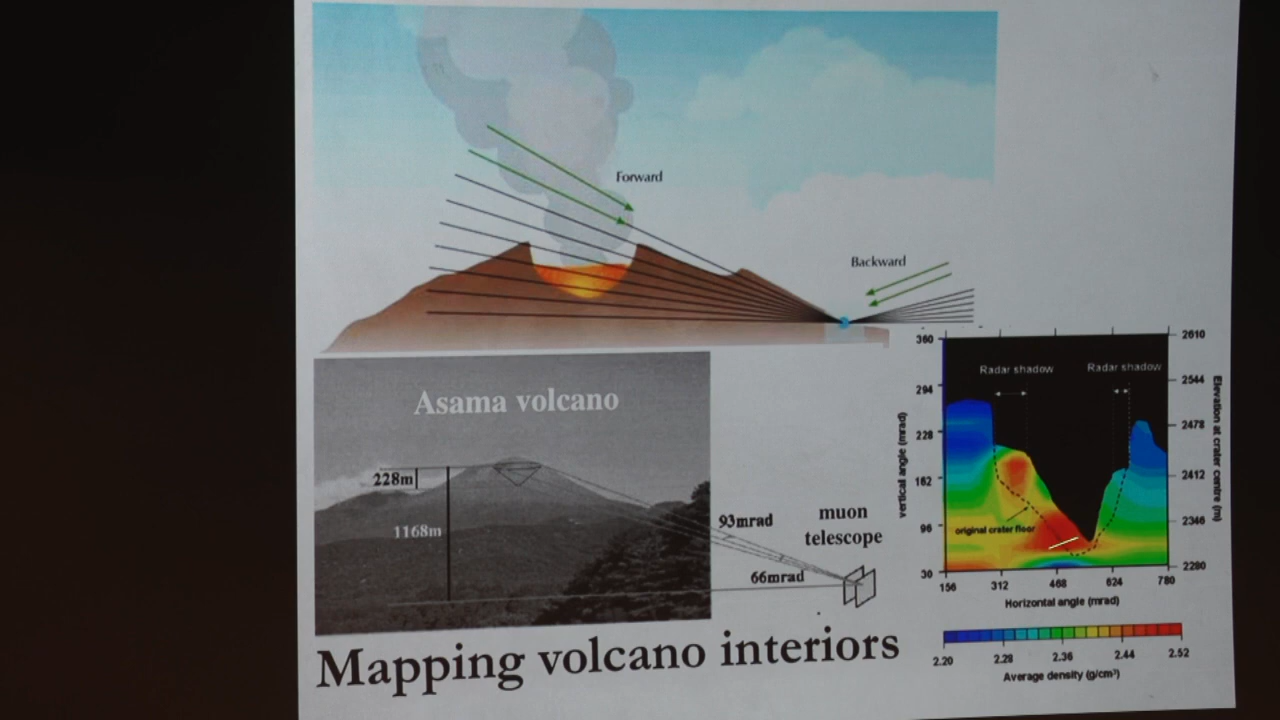 Forward
Backward
Asama volcano
228m
1168m
93mrad
66mrad
muon
telescope
Mapping volcano interiors
360
294
228
162
96
30
vertical angle (mrad)
Radar shadow
Radar shadow
original crater floor
2610
2544
2478
2412
2346
2280
Elevation at crater centre (m)
156
312
468
624
780
Horizontal angle (mrad)
2.20
2.28
2.36
2.44
2.52
Average density (g/cm³)